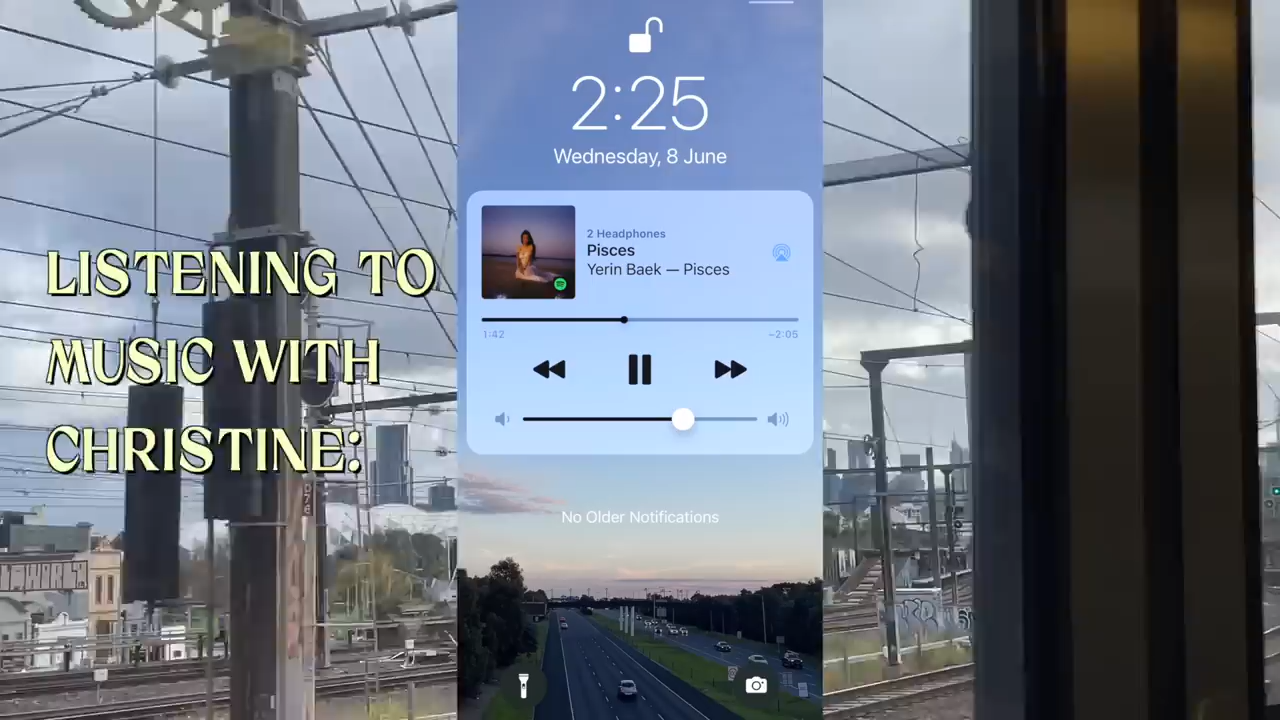 LISTENING TO
MUSIC WITH
CHRISTINE:
2:25
Wednesday, 8 June
2 Headphones
Pisces
Yerin Baek — Pisces
1:42
-2:05
No Older Notifications